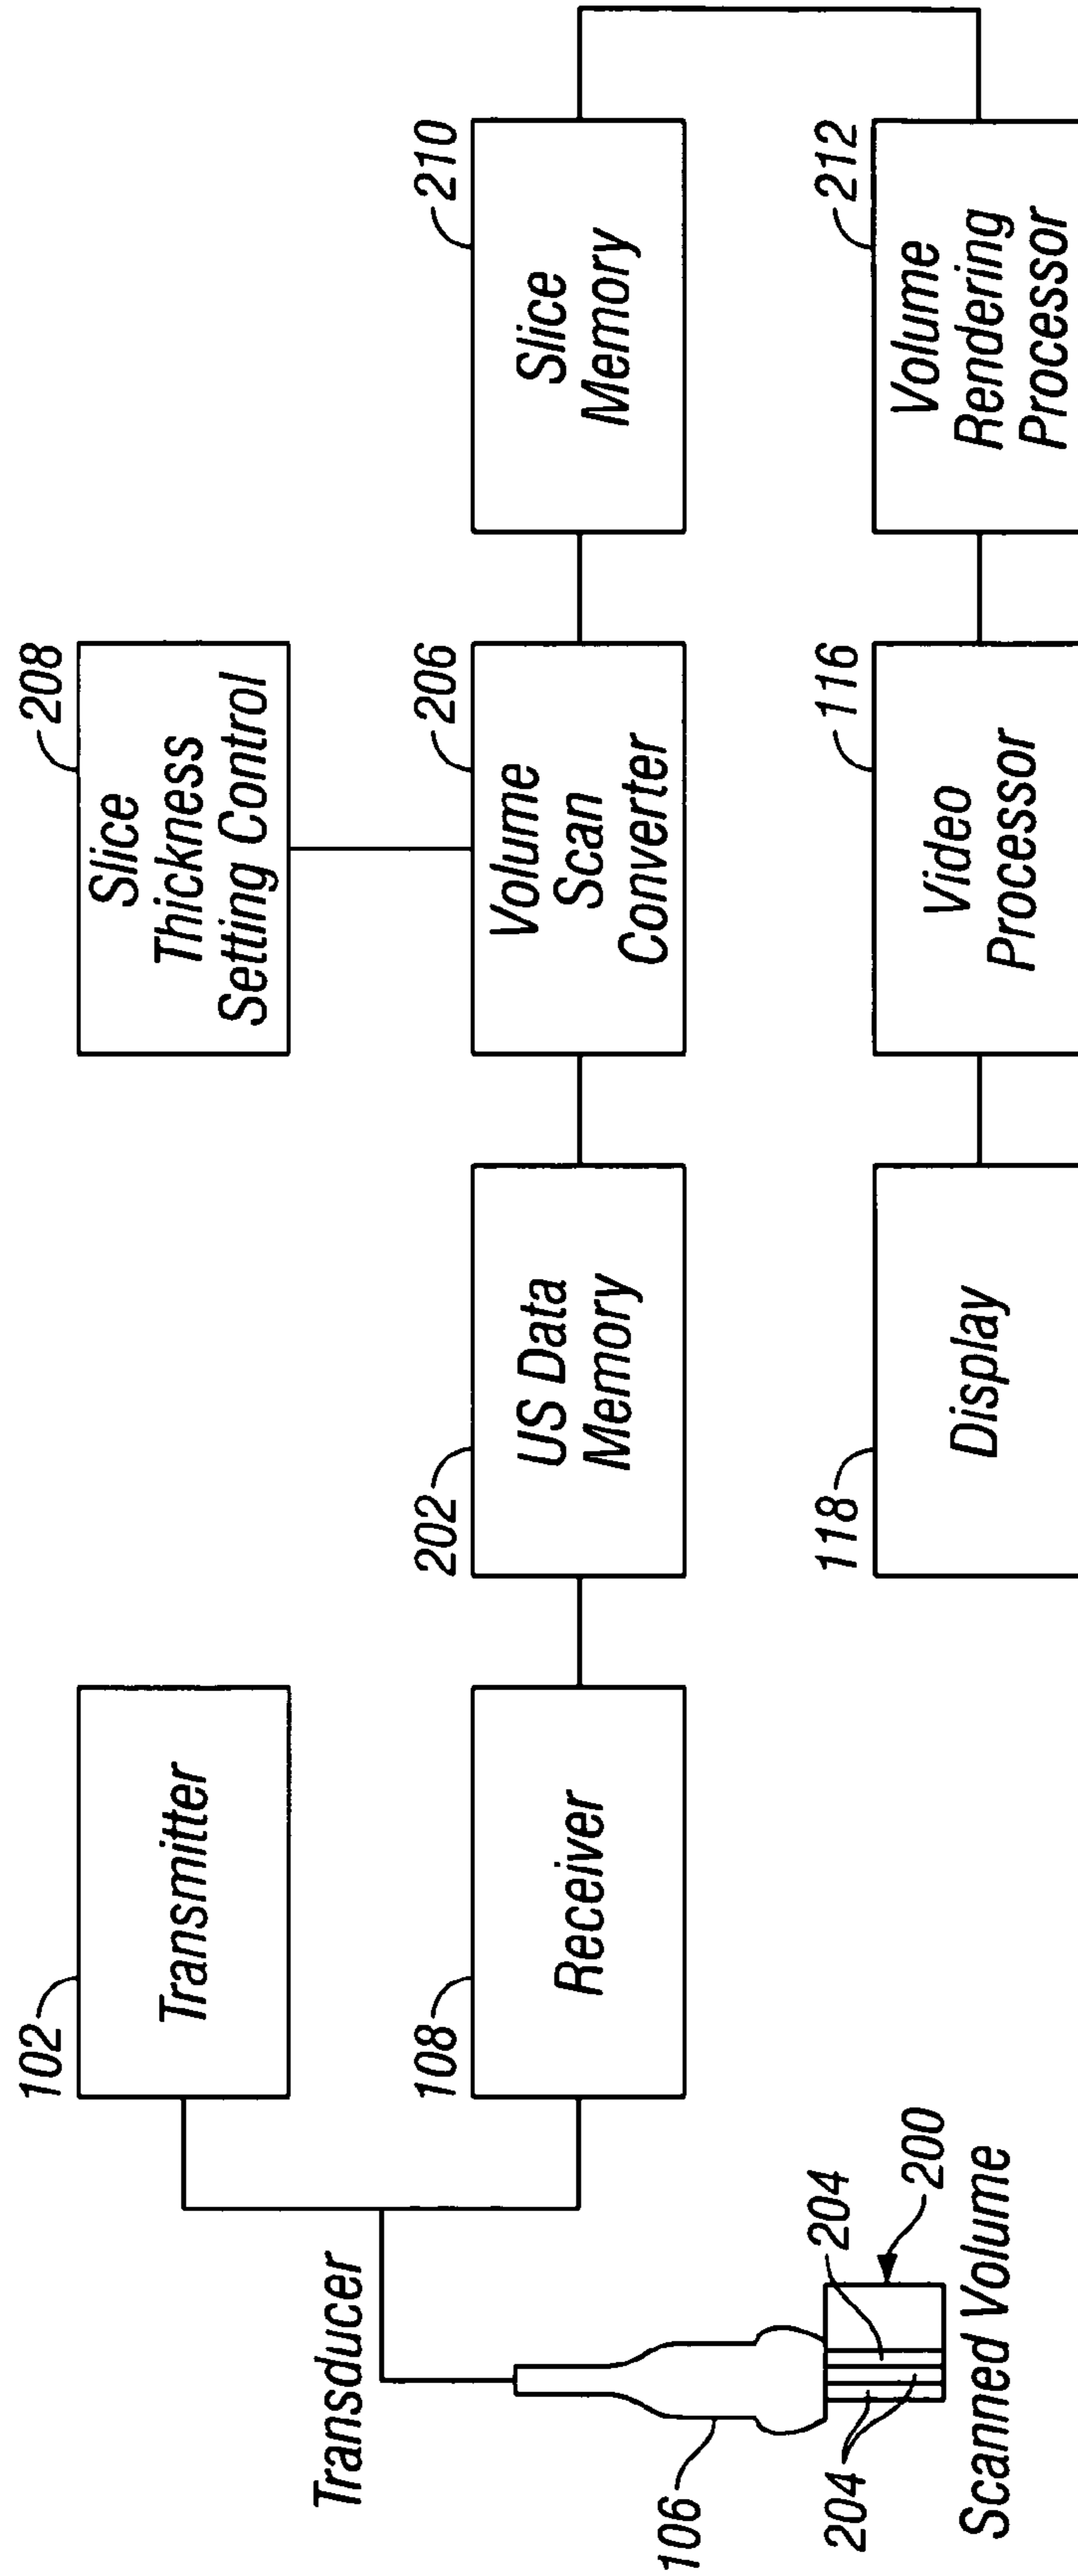 102
Transmitter
208
Slice
Thickness
Setting Control
Transducer
108
Receiver
202
US Data
Memory
206
Volume
Scan
Converter
210
Slice
Memory
106
204
204
200
Scanned Volume
118
Display
116
Video
Processor
212
Volume
Rendering
Processor